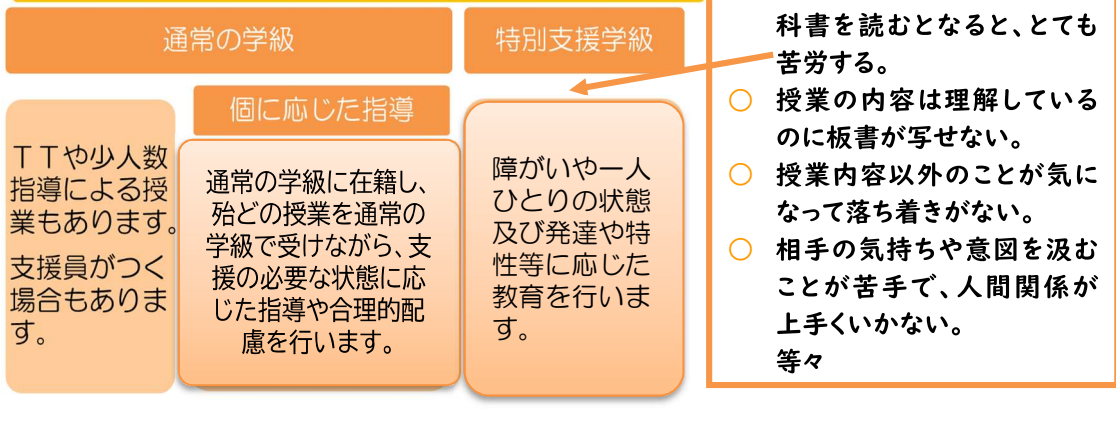 通常の学級
特別支援学級
個に応じた指導
ＴＴや少人数
指導による授
業もあります。
支援員がつく
場合もありま
す。
通常の学級に在籍し、
殆どの授業を通常の
学級で受けながら、支
援の必要な状態に応
じた指導や合理的配
慮を行います。
障がいや一人
ひとりの状態
及び発達や特
性等に応じた
教育を行いま
す。
科書を読むとなると、とても
苦労する。
○ 授業の内容は理解している
のに板書が写せない。
○ 授業内容以外のことが気に
なって落ち着きがない。
○ 相手の気持ちや意図を汲む
ことが苦手で、人間関係が
上手くいかない。
等々